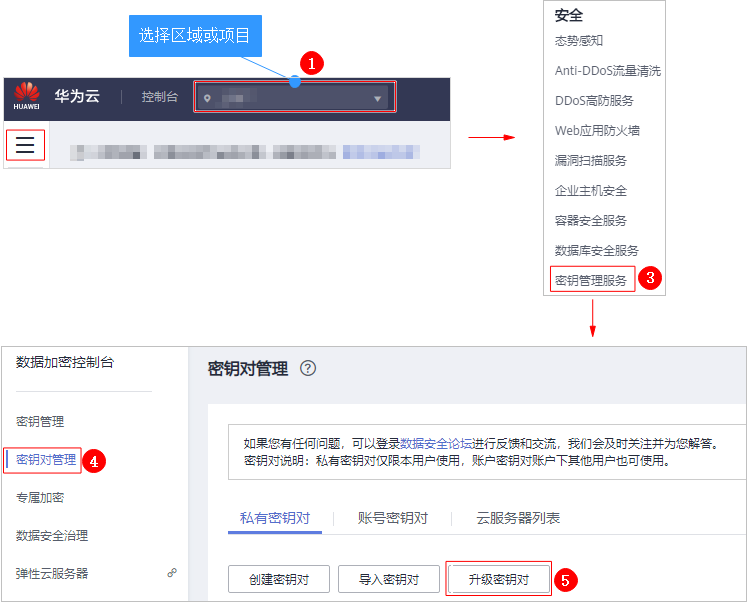 选择区域或项目
1
HUAWEI
华为云
控制台
安全
态势感知
Anti-DDoS流量清洗
DDoS高防服务
Web应用防火墙
漏洞扫描服务
企业主机安全
容器安全服务
数据库安全服务
密钥管理服务
3
数据加密控制台
密钥管理
密钥对管理
4
专属加密
数据安全治理
弹性云服务器
密钥对管理 ?
如果您有任何问题，可以登录数据安全论坛进行反馈和交流，我们会及时关注并为您解答。
密钥对说明：私有密钥对仅限本用户使用，账户密钥对账户下其他用户也可使用。
私有密钥对 账号密钥对 云服务器列表
创建密钥对 导入密钥对 升级密钥对 5